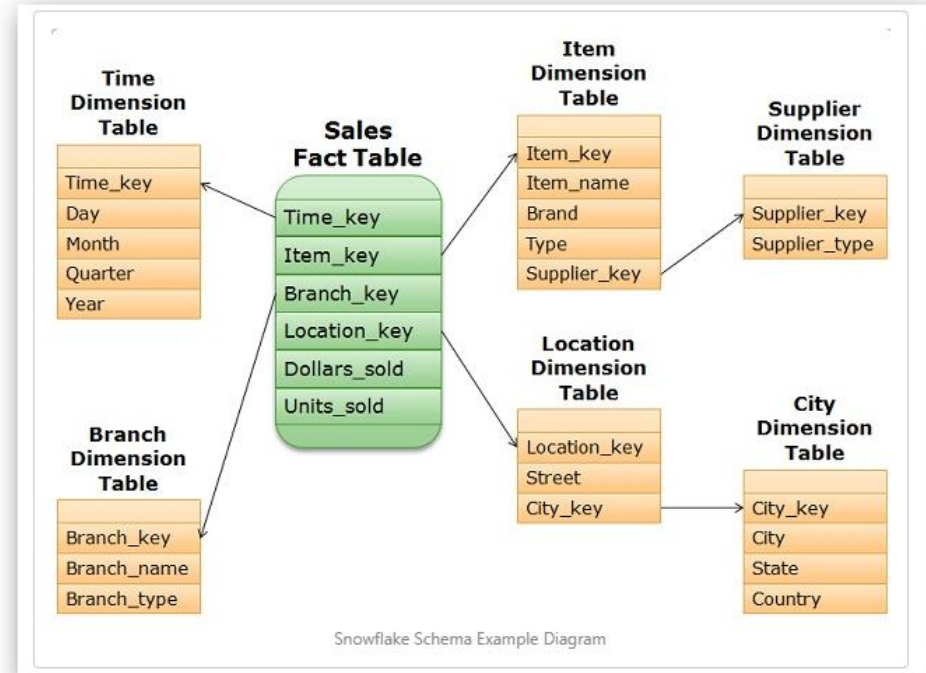 Time
Dimension
Table
Time_key
Day
Month
Quarter
Year
Branch
Dimension
Table
Branch_key
Branch_name
Branch_type
Sales
Fact Table
Time_key
Item_key
Branch_key
Location_key
Dollars_sold
Units_sold
Item
Dimension
Table
Item_key
Item_name
Brand
Type
Supplier_key
Supplier
Dimension
Table
Supplier_key
Supplier_type
Location
Dimension
Table
Location_key
Street
City_key
City
Dimension
Table
City_key
City
State
Country
Snowflake Schema Example Diagram